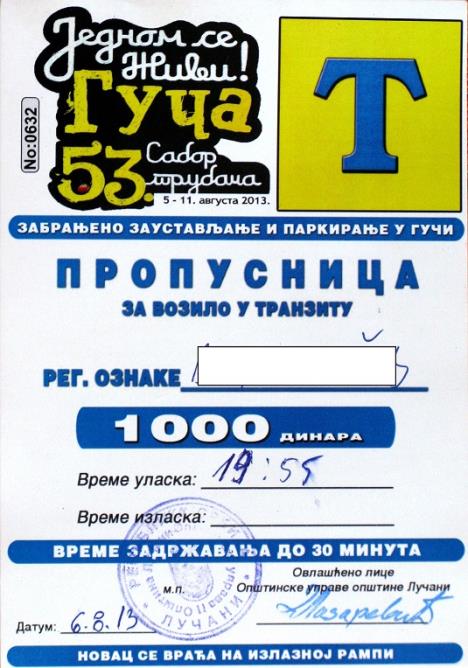 Једном се
живи!
Гуча
53. Сабор
трубача
5 - 11. августа 2013.
No:0632
Т
ЗАБРАЊЕНО ЗАУСТАВЉАЊЕ И ПАРКИРАЊЕ У ГУЧИ
ПРОПУСНИЦА
ЗА ВОЗИЛО У ТРАНЗИТУ
РЕГ. ОЗНАКЕ
1000 ДИНАРА
Време уласка: 19:55
Време изласка:
ВРЕМЕ ЗАДРЖАВАЊА ДО 30 МИНУТА
Овлашћено лице
м.п. Општинске управе општине Лучани
ЛУЧАНИ
Датум: 6.8.13
НОВАЦ СЕ ВРАЋА НА ИЗЛАЗНОЈ РАМПИ